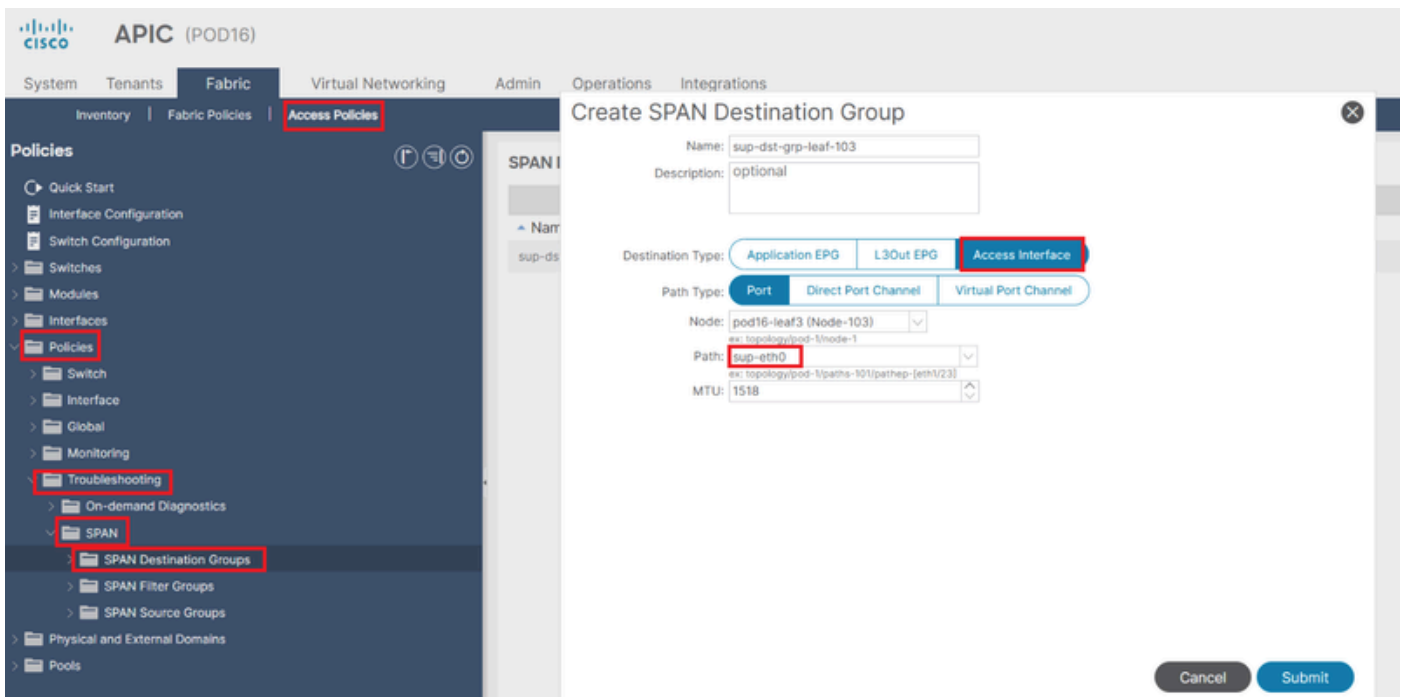 CISCO
APIC (POD16)
System Tenants Fabric Virtual Networking Admin Operations Integrations
Inventory | Fabric Policies | Access Policies
Policies
Quick Start
Interface Configuration
Switch Configuration
Switches
Modules
Interfaces
Policies
Switch
Interface
Global
Monitoring
Troubleshooting
On-demand Diagnostics
SPAN
SPAN Destination Groups
SPAN Filter Groups
SPAN Source Groups
Physical and External Domains
Pools
SPAN
Nam
sup-ds
Create SPAN Destination Group
Name: sup-dst-grp-leaf-103
Description: optional
Destination Type: Application EPG L3Out EPG Access Interface
Path Type: Port Direct Port Channel Virtual Port Channel
Node: pod16-leaf3 (Node-103)
ex: topology/pod-1/node-1
Path: sup-eth0
ex: topology/pod-1/paths-101/pathep-[eth1/23]
MTU: 1518
Cancel Submit